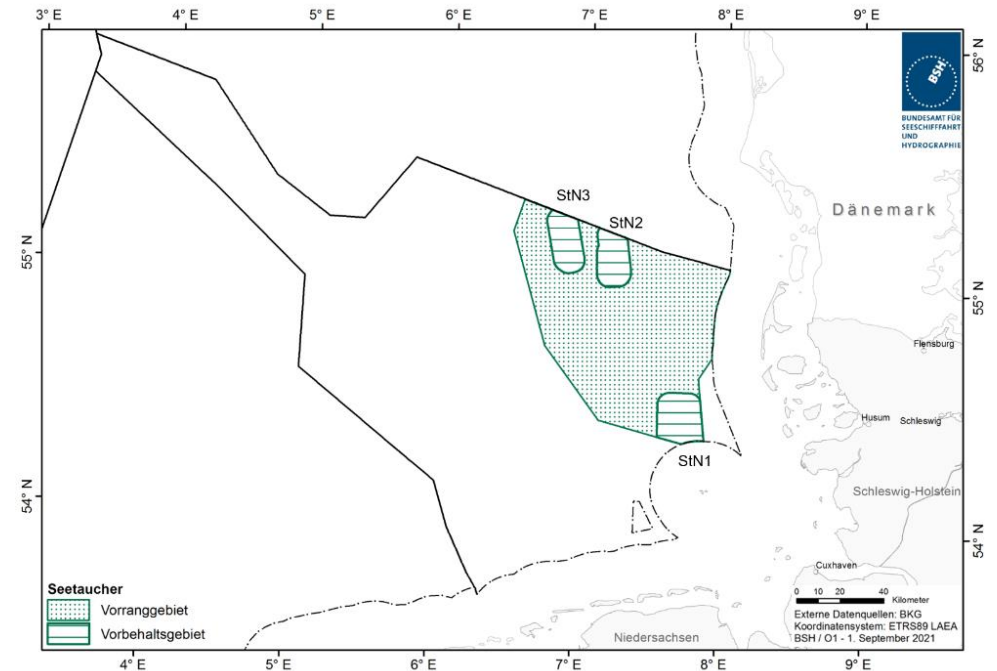 3° E 4° E 5° E 6° E 7° E 8° E 9° E
56° N
BSH
BUNDESAMT FÜR
SEESCHIFFFAHRT
UND
HYDROGRAPHIE
StN3
StN2
Dänemark
55° N
55° N
Flensburg
Husum Schleswig
StN1
Schleswig-Holstein
54° N
54° N
Cuxhaven
Seetaucher
Vorranggebiet
Vorbehaltsgebiet
Niedersachsen
0 10 20 40 Kilometer
Externe Datenquellen: BKG
Koordinatensystem: ETRS89 LAEA
BSH / O1 - 1. September 2021
4° E 5° E 6° E 7° E 8° E 9° E